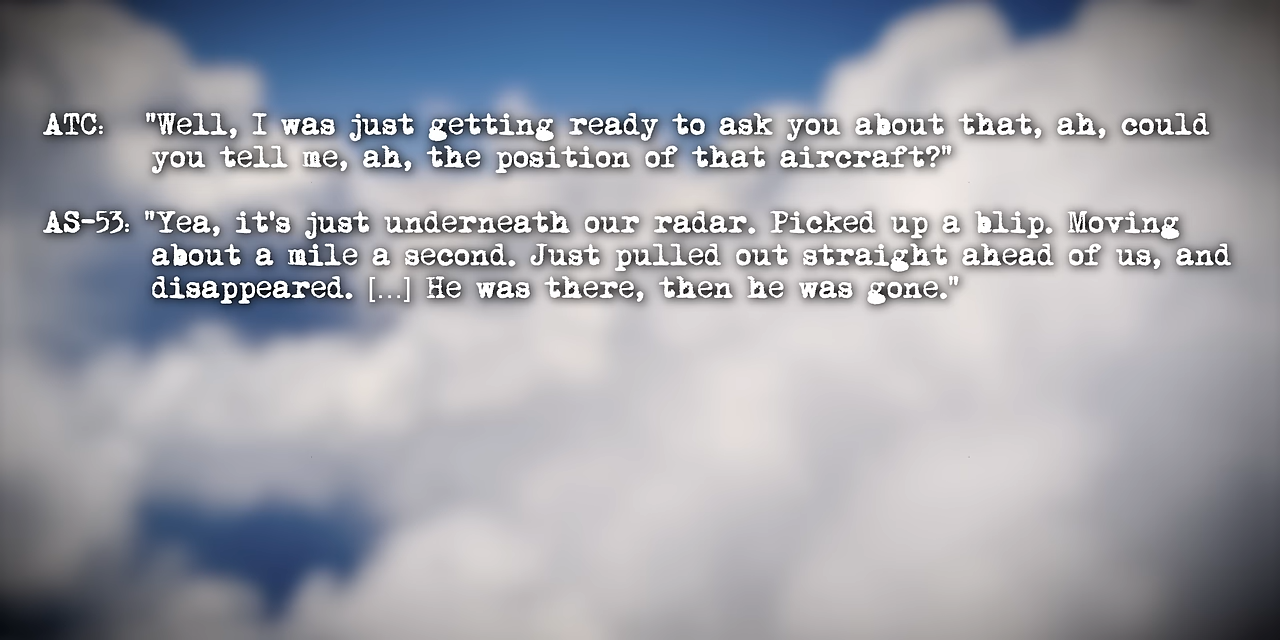 ATC: "Well, I was just getting ready to ask you about that, ah, could
you tell me, ah, the position of that aircraft?"
AS-53: "Yea, it's just underneath our radar. Picked up a blip. Moving
about a mile a second. Just pulled out straight ahead of us, and
disappeared. [...] He was there, then he was gone."